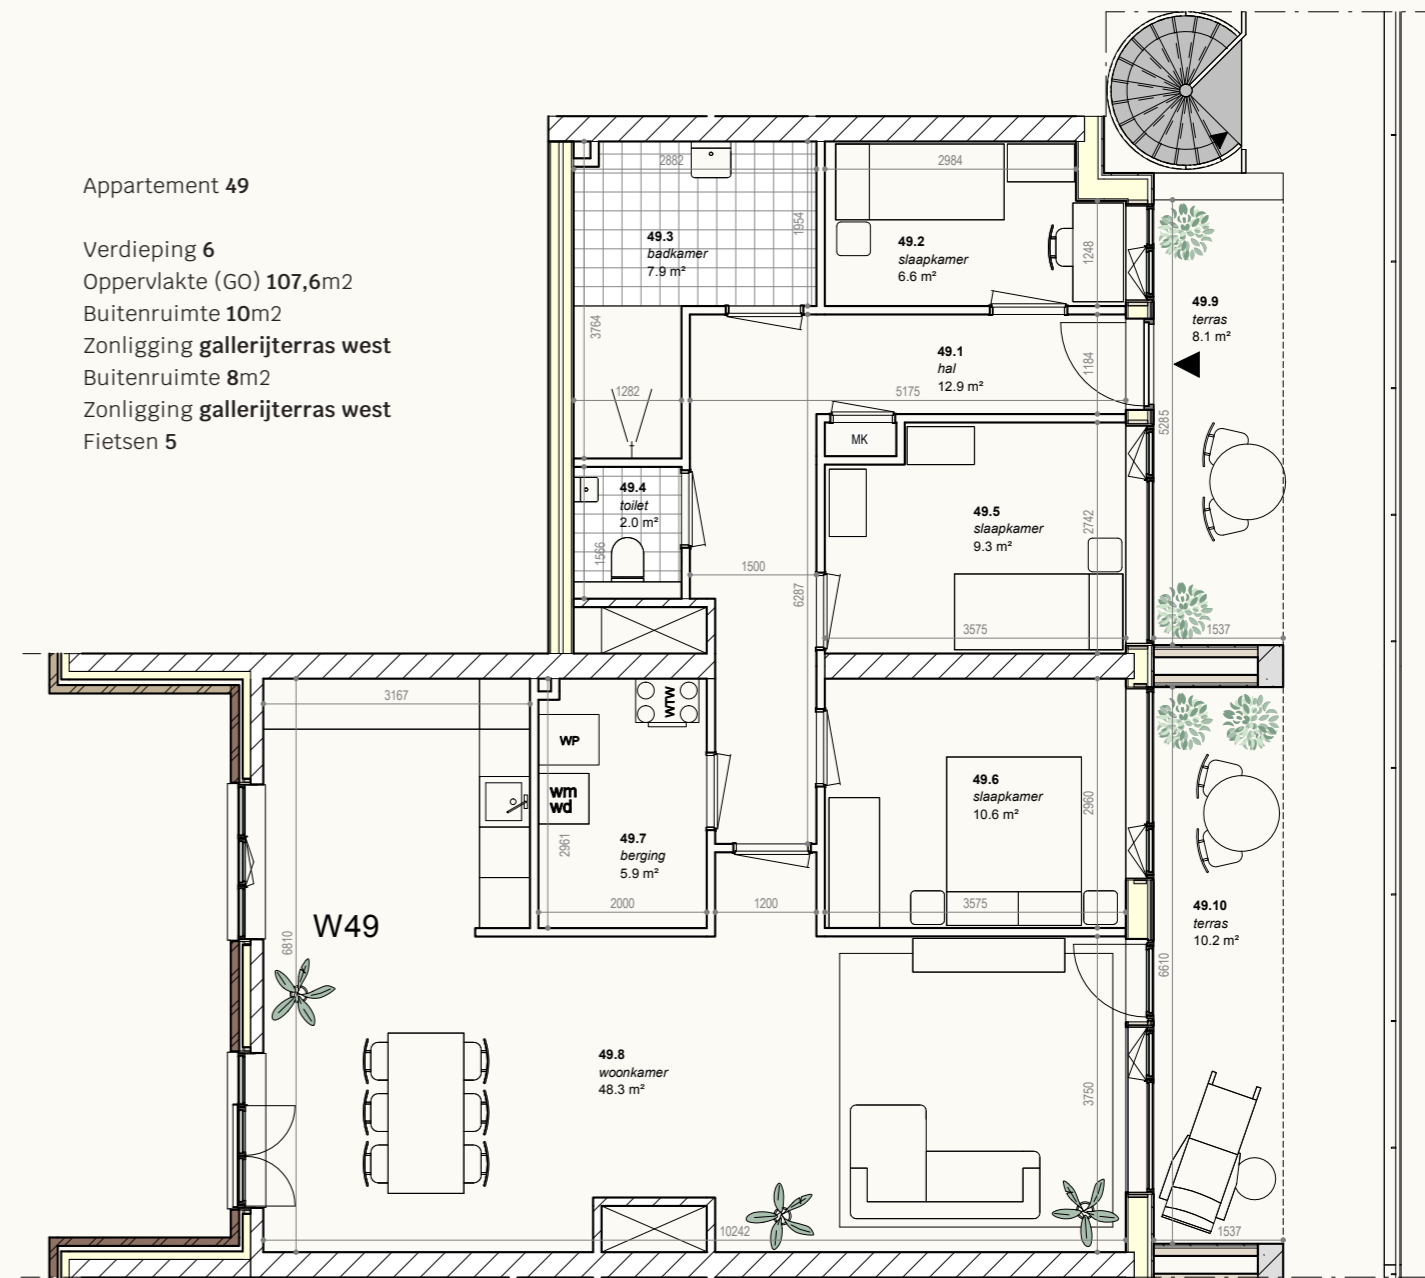 Appartement 49
Verdieping 6
Oppervlakte (GO) 107,6m2
Buitenruimte 10m2
Zonligging gallerijterras west
Buitenruimte 8m2
Zonligging gallerijterras west
Fietsen 5
2882
2984
1954
49.3
badkamer
7.9 m²
49.2
slaapkamer
6.6 m²
1248
49.9
terras
8.1 m²
3764
49.1
hal
12.9 m²
1184
1282
5175
5285
MK
49.4
toilet
2.0 m²
1566
49.5
slaapkamer
9.3 m²
2742
1500
6287
3575
1537
3167
WP
WTW
wm
wd
49.6
slaapkamer
10.6 m²
2960
49.7
berging
5.9 m²
2961
2000
1200
3575
49.10
terras
10.2 m²
W49
6810
6610
49.8
woonkamer
48.3 m²
3750
10242
1537